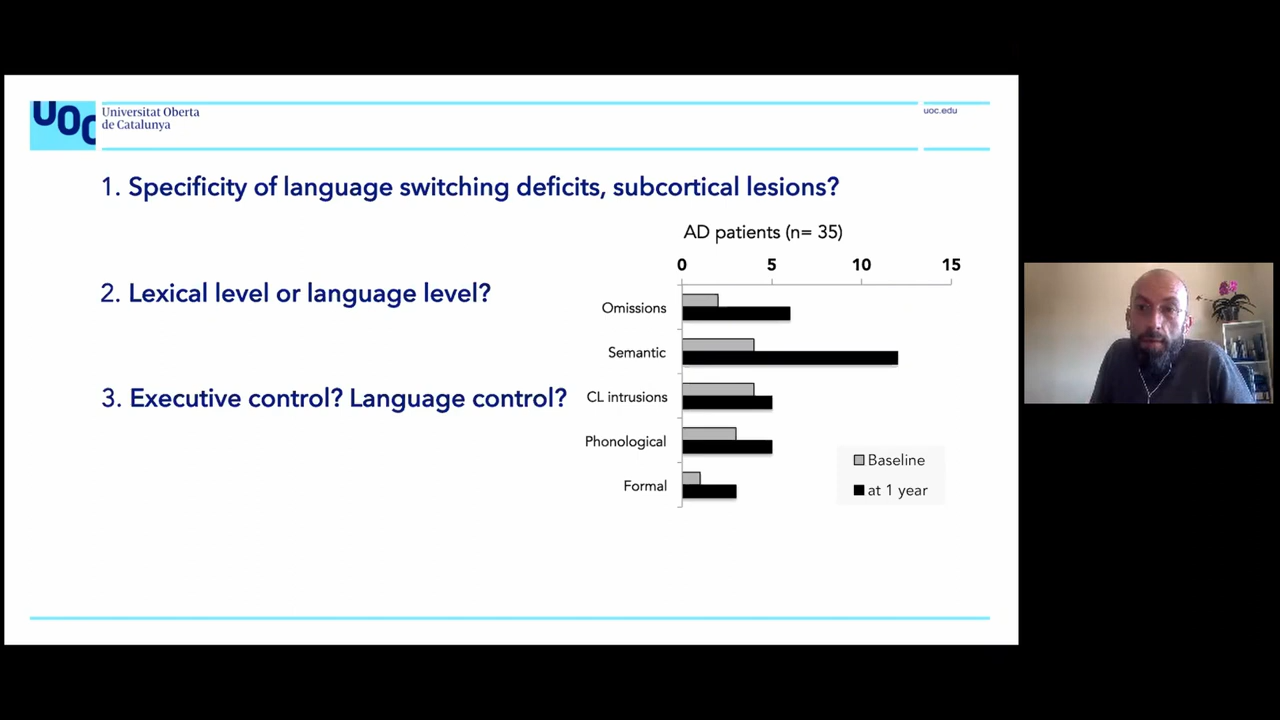 UOC
Universitat Oberta
de Catalunya
uoc.edu
1. Specificity of language switching deficits, subcortical lesions?
2. Lexical level or language level?
3. Executive control? Language control?
AD patients (n= 35)
0 5 10 15
Omissions
Semantic
CL intrusions
Phonological
Formal
Baseline
at 1 year